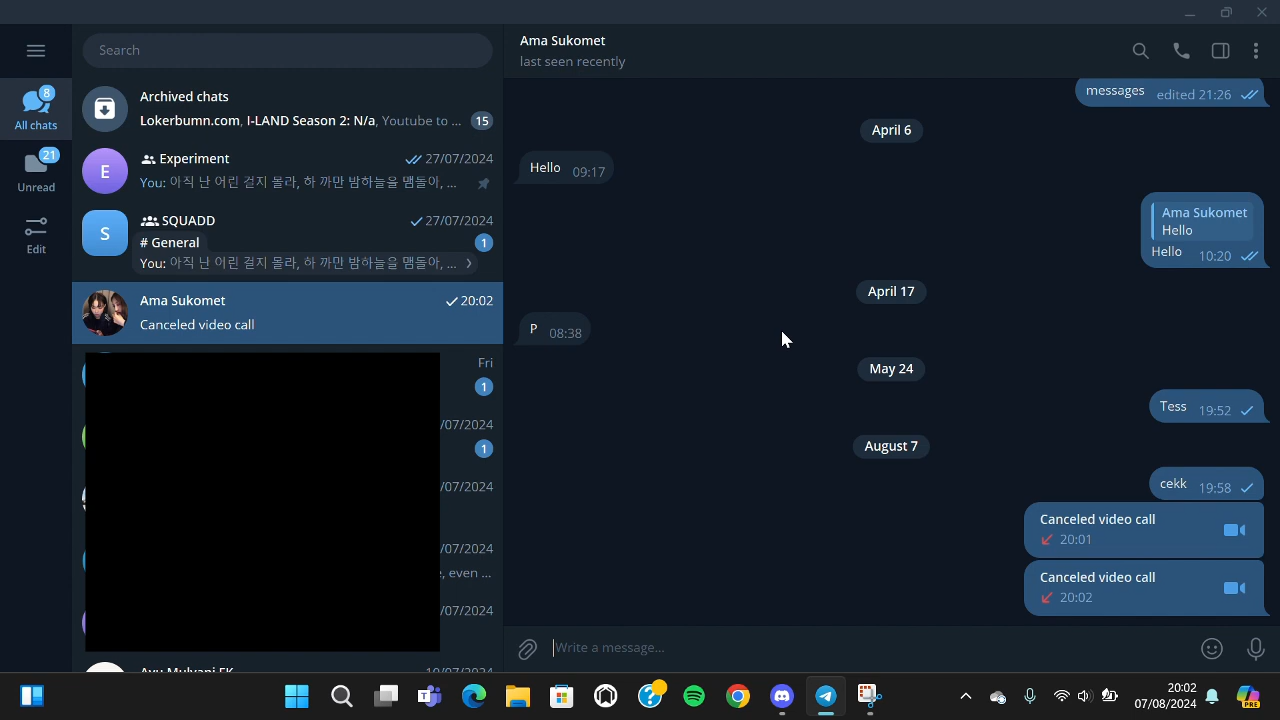 Search
8
All chats
21
Unread
Edit
Archived chats
Lokerbumn.com, I-LAND Season 2: N/a, Youtube to ...
15
Experiment
27/07/2024
E
You: 아직 난 어린 걸지 몰라, 하 까만 밤하늘을 맴돌아, ...
SQUADD
27/07/2024
S
# General
1
You: 아직 난 어린 걸지 몰라, 하 까만 밤하늘을 맴돌아, ...
Ama Sukomet
20:02
Canceled video call
Fri
1
/07/2024
1
/07/2024
/07/2024
, even ...
/07/2024
Ama Sukomet
last seen recently
messages edited 21:26
April 6
Hello 09:17
Ama Sukomet
Hello
Hello 10:20
April 17
P 08:38
May 24
Tess 19:52
August 7
cekk 19:58
Canceled video call
20:01
Canceled video call
20:02
Write a message...
20:02
07/08/2024
PRE